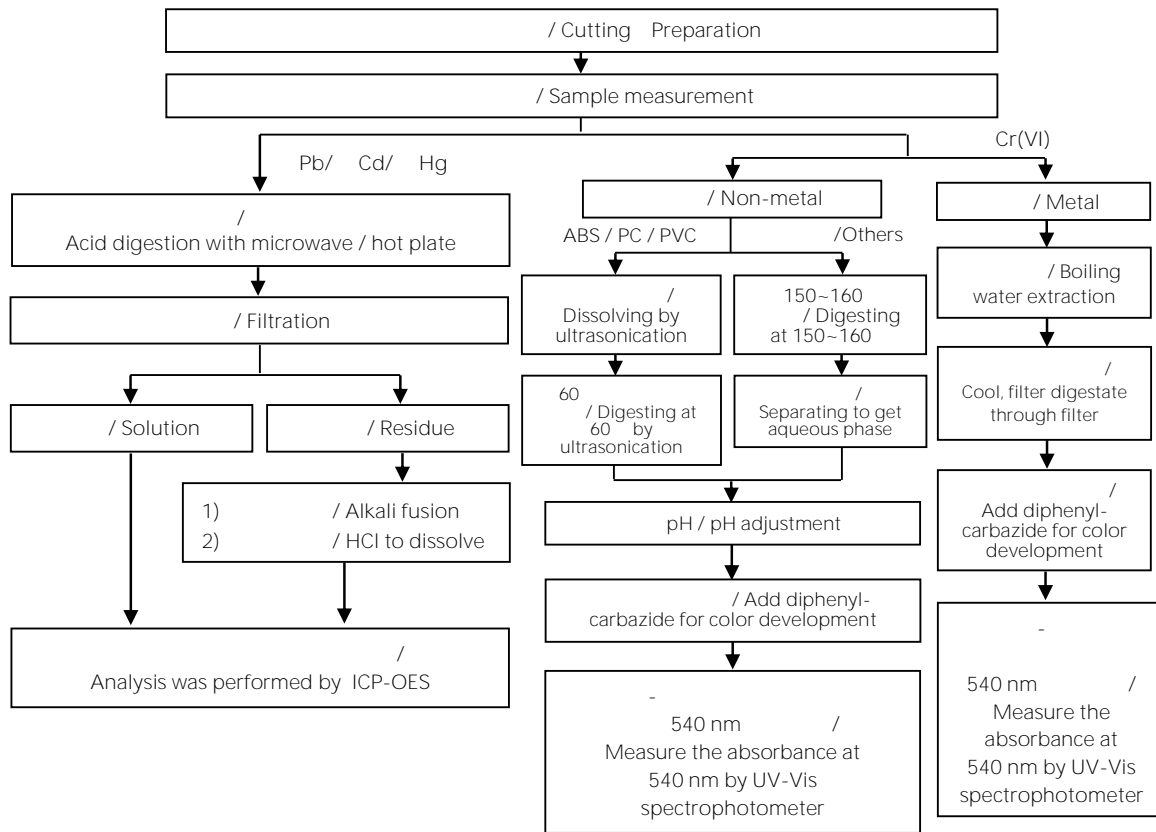 / Cutting Preparation
/ Sample measurement
Pb/ Cd/ Hg
Cr(VI)
/
Acid digestion with microwave / hot plate
/ Filtration
/ Solution
/ Residue
1) / Alkali fusion
2) / HCl to dissolve
/
Analysis was performed by ICP-OES
/ Non-metal
ABS / PC / PVC
/Others
/
Dissolving by
ultrasonication
60
/ Digesting at
60 by
ultrasonication
150~160
/ Digesting
at 150~160
/
Separating to get
aqueous phase
pH / pH adjustment
/ Add diphenyl-
carbazide for color development
-
540 nm /
Measure the absorbance at
540 nm by UV-Vis
spectrophotometer
/ Metal
/ Boiling
water extraction
/
Cool, filter digestate
through filter
/
Add diphenyl-
carbazide for color
development
-
540 nm /
Measure the
absorbance at
540 nm by UV-Vis
spectrophotometer